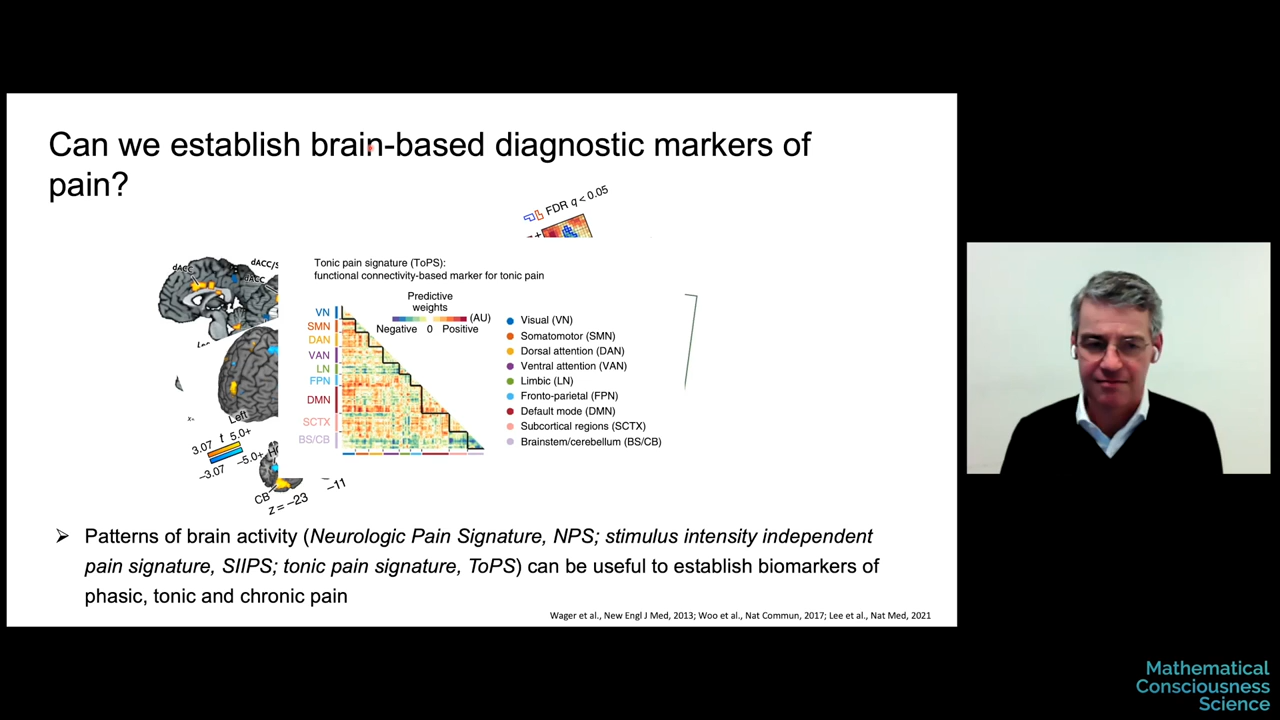 Can we establish brain-based diagnostic markers of
pain?
FDR q < 0.05
dACC
dACC
Tonic pain signature (ToPS):
functional connectivity-based marker for tonic pain
Predictive
weights
(AU)
Negative 0 Positive
VN
SMN
DAN
VAN
LN
FPN
DMN
SCTX
BS/CB
Visual (VN)
Somatomotor (SMN)
Dorsal attention (DAN)
Ventral attention (VAN)
Limbic (LN)
Fronto-parietal (FPN)
Default mode (DMN)
Subcortical regions (SCTX)
Brainstem/cerebellum (BS/CB)
Left
3.07 t 5.0+
−3.07 −5.0+
CB
z = −23
−11
➢ Patterns of brain activity (Neurologic Pain Signature, NPS; stimulus intensity independent
pain signature, SIIPS; tonic pain signature, ToPS) can be useful to establish biomarkers of
phasic, tonic and chronic pain
Wager et al., New Engl J Med, 2013; Woo et al., Nat Commun, 2017; Lee et al., Nat Med, 2021
Mathematical
Consciousness
Science